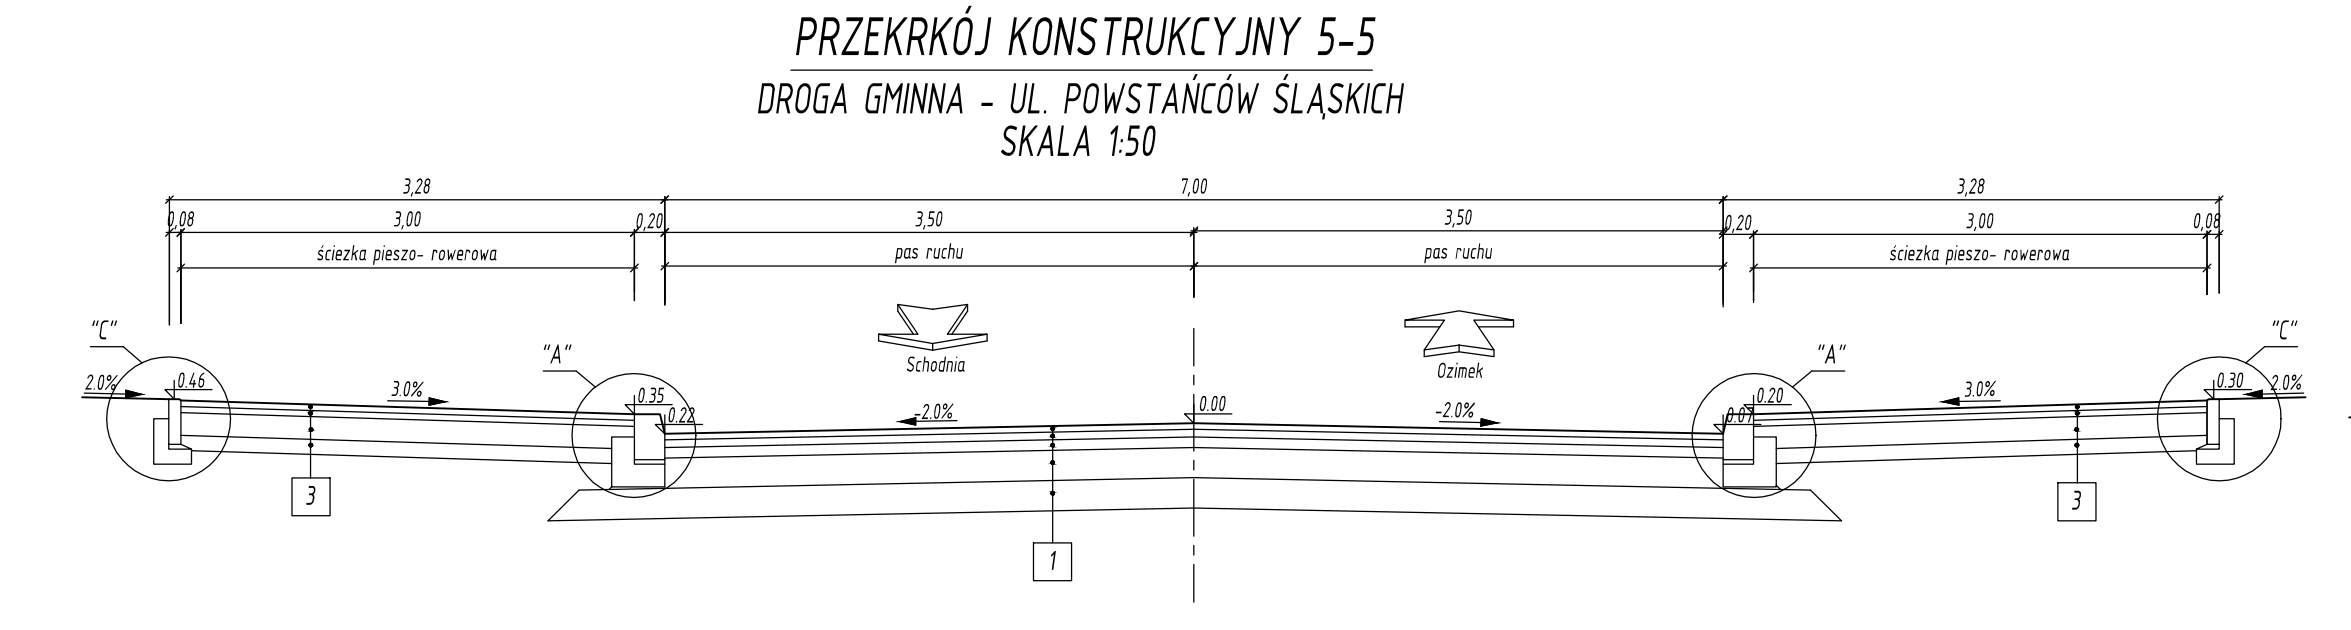 PRZEKRKÓJ KONSTRUKCYJNY 5-5
DROGA GMINNA - UL. POWSTAŃCÓW ŚLĄSKICH
SKALA 1:50
3,28 7,00 3,28
0,08 3,00 0,20 3,50 3,50 0,20 3,00 0,08
ściezka pieszo- rowerowa pas ruchu pas ruchu ściezka pieszo- rowerowa
"C" "A" Schodnia Ozimek "A" "C"
2.0% 0.46 3.0% 0.35 0.22 -2.0% 0.00 -2.0% 0.07 0.20 3.0% 0.30 2.0%
3 1 3